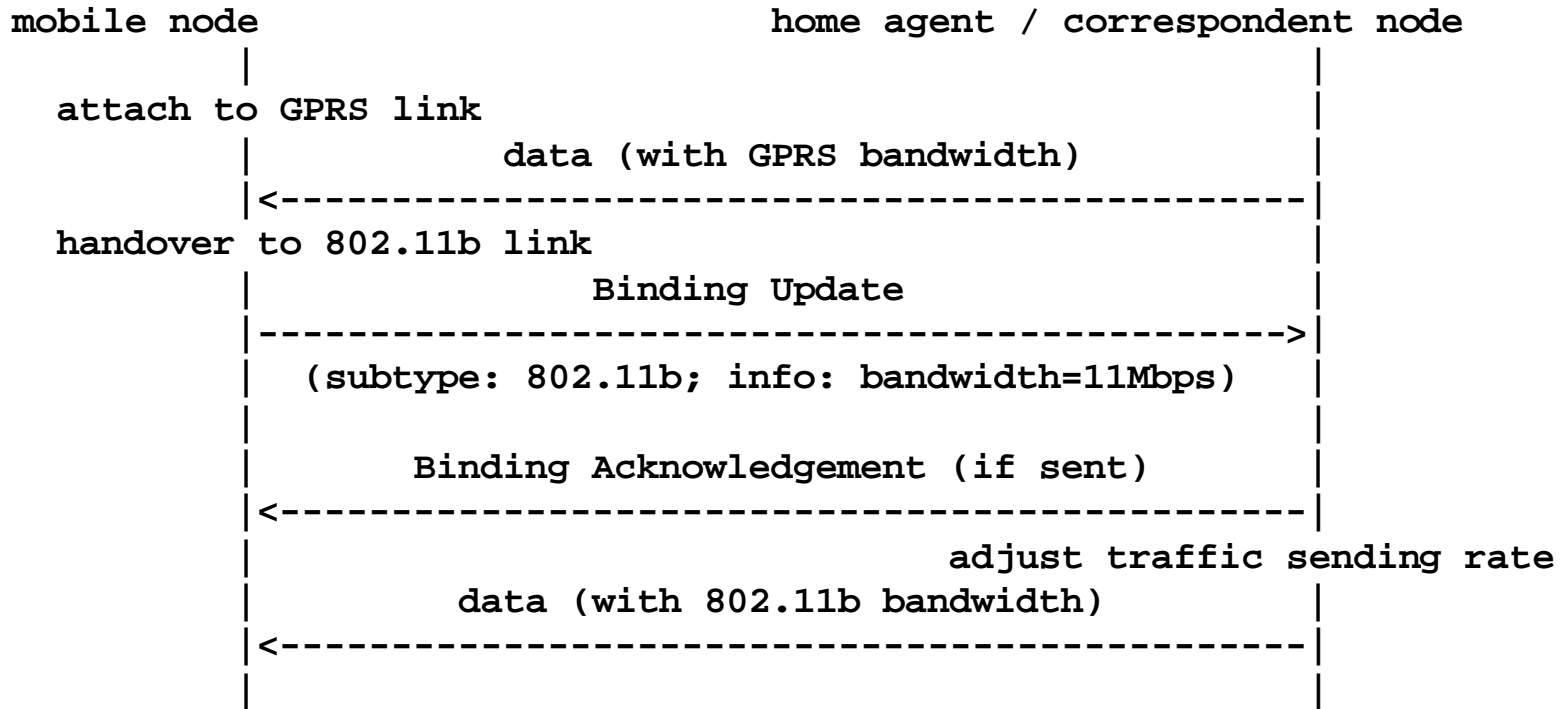 mobile node home agent / correspondent node
attach to GPRS link
data (with GPRS bandwidth)
handover to 802.11b link
Binding Update
(subtype: 802.11b; info: bandwidth=11Mbps)
Binding Acknowledgement (if sent)
adjust traffic sending rate
data (with 802.11b bandwidth)